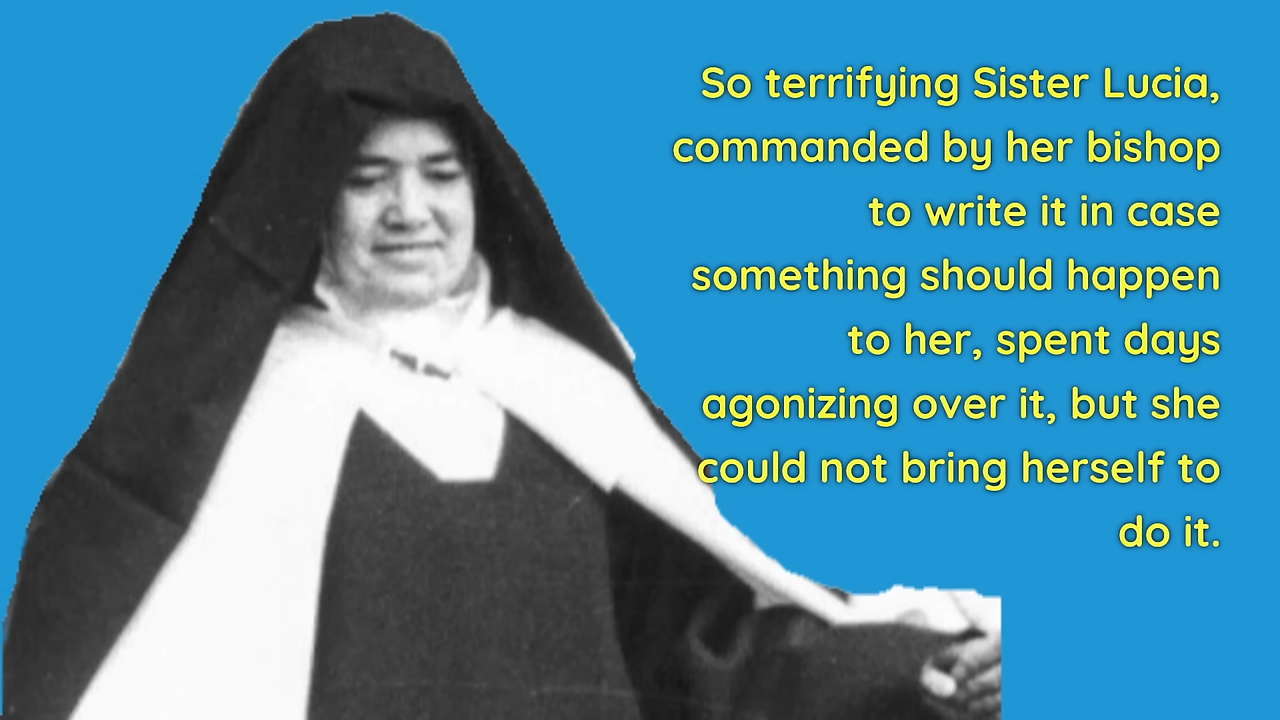 So terrifying Sister Lucia,
commanded by her bishop
to write it in case
something should happen
to her, spent days
agonizing over it, but she
could not bring herself to
do it.